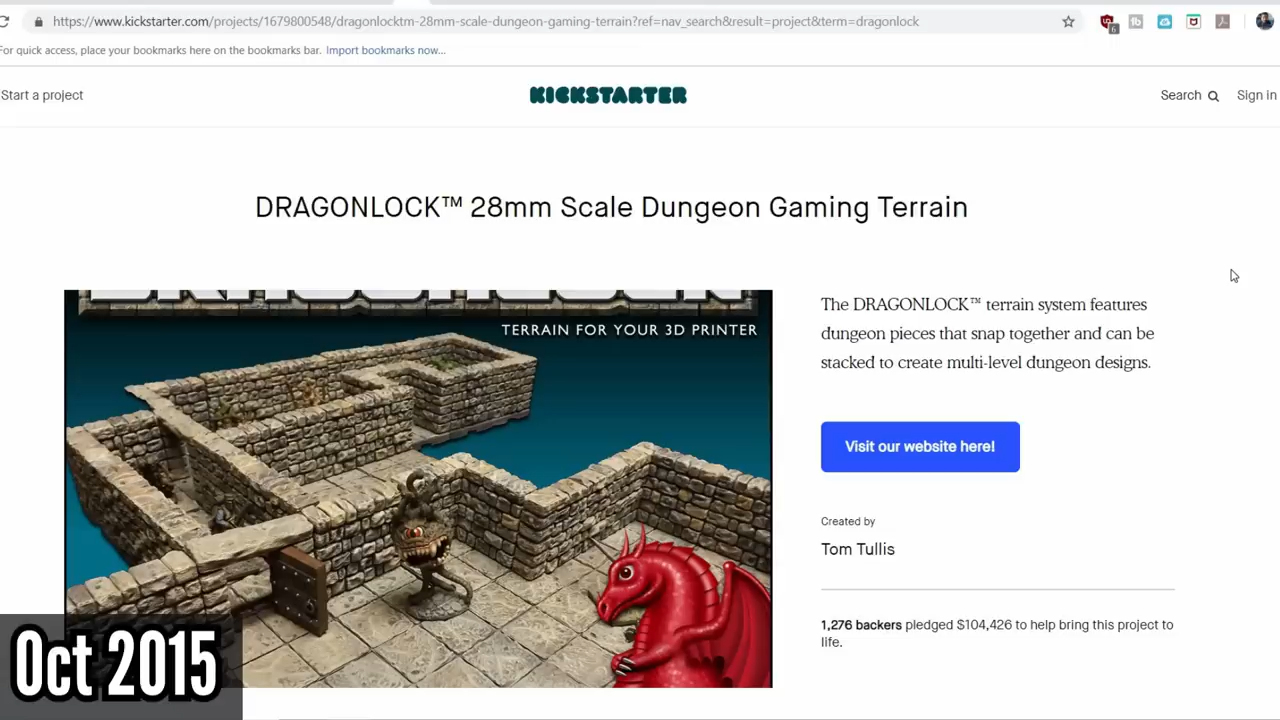 https://www.kickstarter.com/projects/1679800548/dragonlocktm-28mm-scale-dungeon-gaming-terrain?ref=nav_search&result=project&term=dragonlock
6
For quick access, place your bookmarks here on the bookmarks bar. Import bookmarks now...
Start a project
KICKSTARTER
Search
Sign in
DRAGONLOCK™ 28mm Scale Dungeon Gaming Terrain
TERRAIN FOR YOUR 3D PRINTER
The DRAGONLOCK™ terrain system features
dungeon pieces that snap together and can be
stacked to create multi-level dungeon designs.
Visit our website here!
Created by
Tom Tullis
1,276 backers pledged $104,426 to help bring this project to
life.
Oct 2015